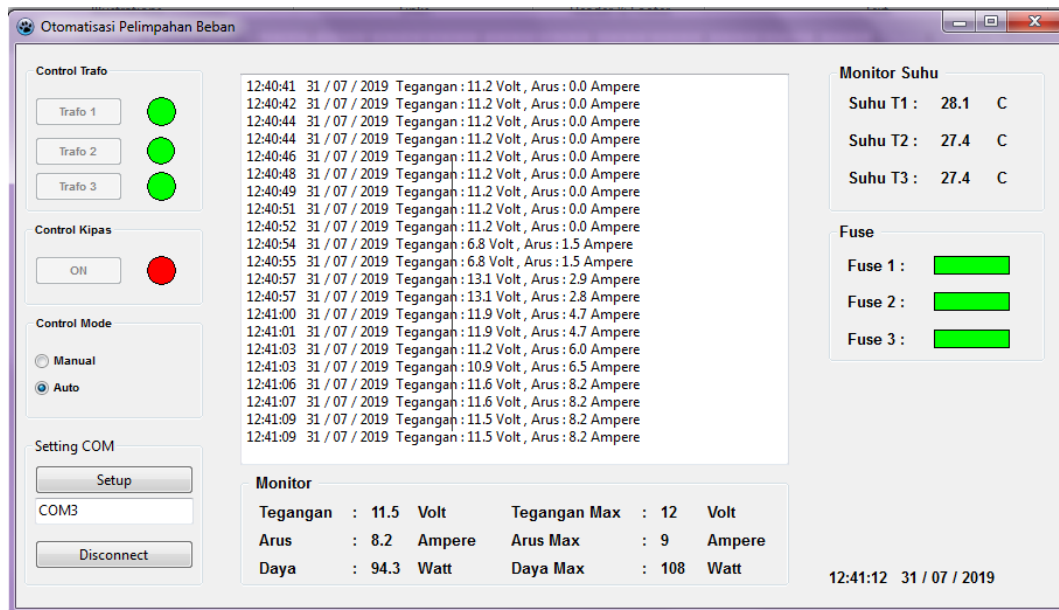 Otomatisasi Pelimpahan Beban
Control Trafo
Trafo 1
Trafo 2
Trafo 3
Control Kipas
ON
Control Mode
Manual
Auto
Setting COM
Setup
COM3
Disconnect
12:40:41 31 / 07 / 2019 Tegangan : 11.2 Volt , Arus : 0.0 Ampere
12:40:42 31 / 07 / 2019 Tegangan : 11.2 Volt , Arus : 0.0 Ampere
12:40:44 31 / 07 / 2019 Tegangan : 11.2 Volt , Arus : 0.0 Ampere
12:40:44 31 / 07 / 2019 Tegangan : 11.2 Volt , Arus : 0.0 Ampere
12:40:46 31 / 07 / 2019 Tegangan : 11.2 Volt , Arus : 0.0 Ampere
12:40:48 31 / 07 / 2019 Tegangan : 11.2 Volt , Arus : 0.0 Ampere
12:40:49 31 / 07 / 2019 Tegangan : 11.2 Volt , Arus : 0.0 Ampere
12:40:51 31 / 07 / 2019 Tegangan : 11.2 Volt , Arus : 0.0 Ampere
12:40:52 31 / 07 / 2019 Tegangan : 11.2 Volt , Arus : 0.0 Ampere
12:40:54 31 / 07 / 2019 Tegangan : 6.8 Volt , Arus : 1.5 Ampere
12:40:55 31 / 07 / 2019 Tegangan : 6.8 Volt , Arus : 1.5 Ampere
12:40:57 31 / 07 / 2019 Tegangan : 13.1 Volt , Arus : 2.9 Ampere
12:40:57 31 / 07 / 2019 Tegangan : 13.1 Volt , Arus : 2.8 Ampere
12:41:00 31 / 07 / 2019 Tegangan : 11.9 Volt , Arus : 4.7 Ampere
12:41:01 31 / 07 / 2019 Tegangan : 11.9 Volt , Arus : 4.7 Ampere
12:41:03 31 / 07 / 2019 Tegangan : 11.2 Volt , Arus : 6.0 Ampere
12:41:03 31 / 07 / 2019 Tegangan : 10.9 Volt , Arus : 6.5 Ampere
12:41:06 31 / 07 / 2019 Tegangan : 11.6 Volt , Arus : 8.2 Ampere
12:41:07 31 / 07 / 2019 Tegangan : 11.6 Volt , Arus : 8.2 Ampere
12:41:09 31 / 07 / 2019 Tegangan : 11.5 Volt , Arus : 8.2 Ampere
12:41:09 31 / 07 / 2019 Tegangan : 11.5 Volt , Arus : 8.2 Ampere
Monitor
Tegangan : 11.5 Volt Tegangan Max : 12 Volt
Arus : 8.2 Ampere Arus Max : 9 Ampere
Daya : 94.3 Watt Daya Max : 108 Watt
Monitor Suhu
Suhu T1 : 28.1 C
Suhu T2 : 27.4 C
Suhu T3 : 27.4 C
Fuse
Fuse 1 :
Fuse 2 :
Fuse 3 :
12:41:12 31 / 07 / 2019